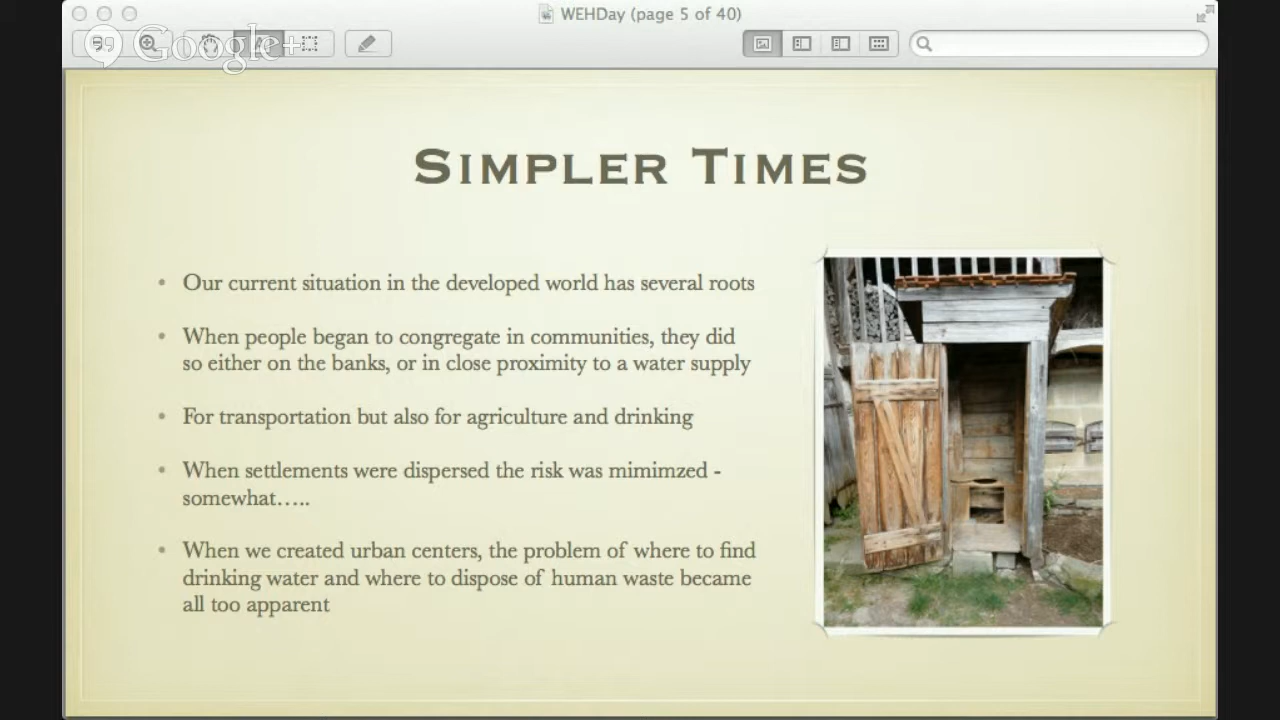 WEHDay (page 5 of 40)
Google+
Simpler Times
• Our current situation in the developed world has several roots
• When people began to congregate in communities, they did
so either on the banks, or in close proximity to a water supply
• For transportation but also for agriculture and drinking
• When settlements were dispersed the risk was mimimzed -
somewhat…..
• When we created urban centers, the problem of where to find
drinking water and where to dispose of human waste became
all too apparent